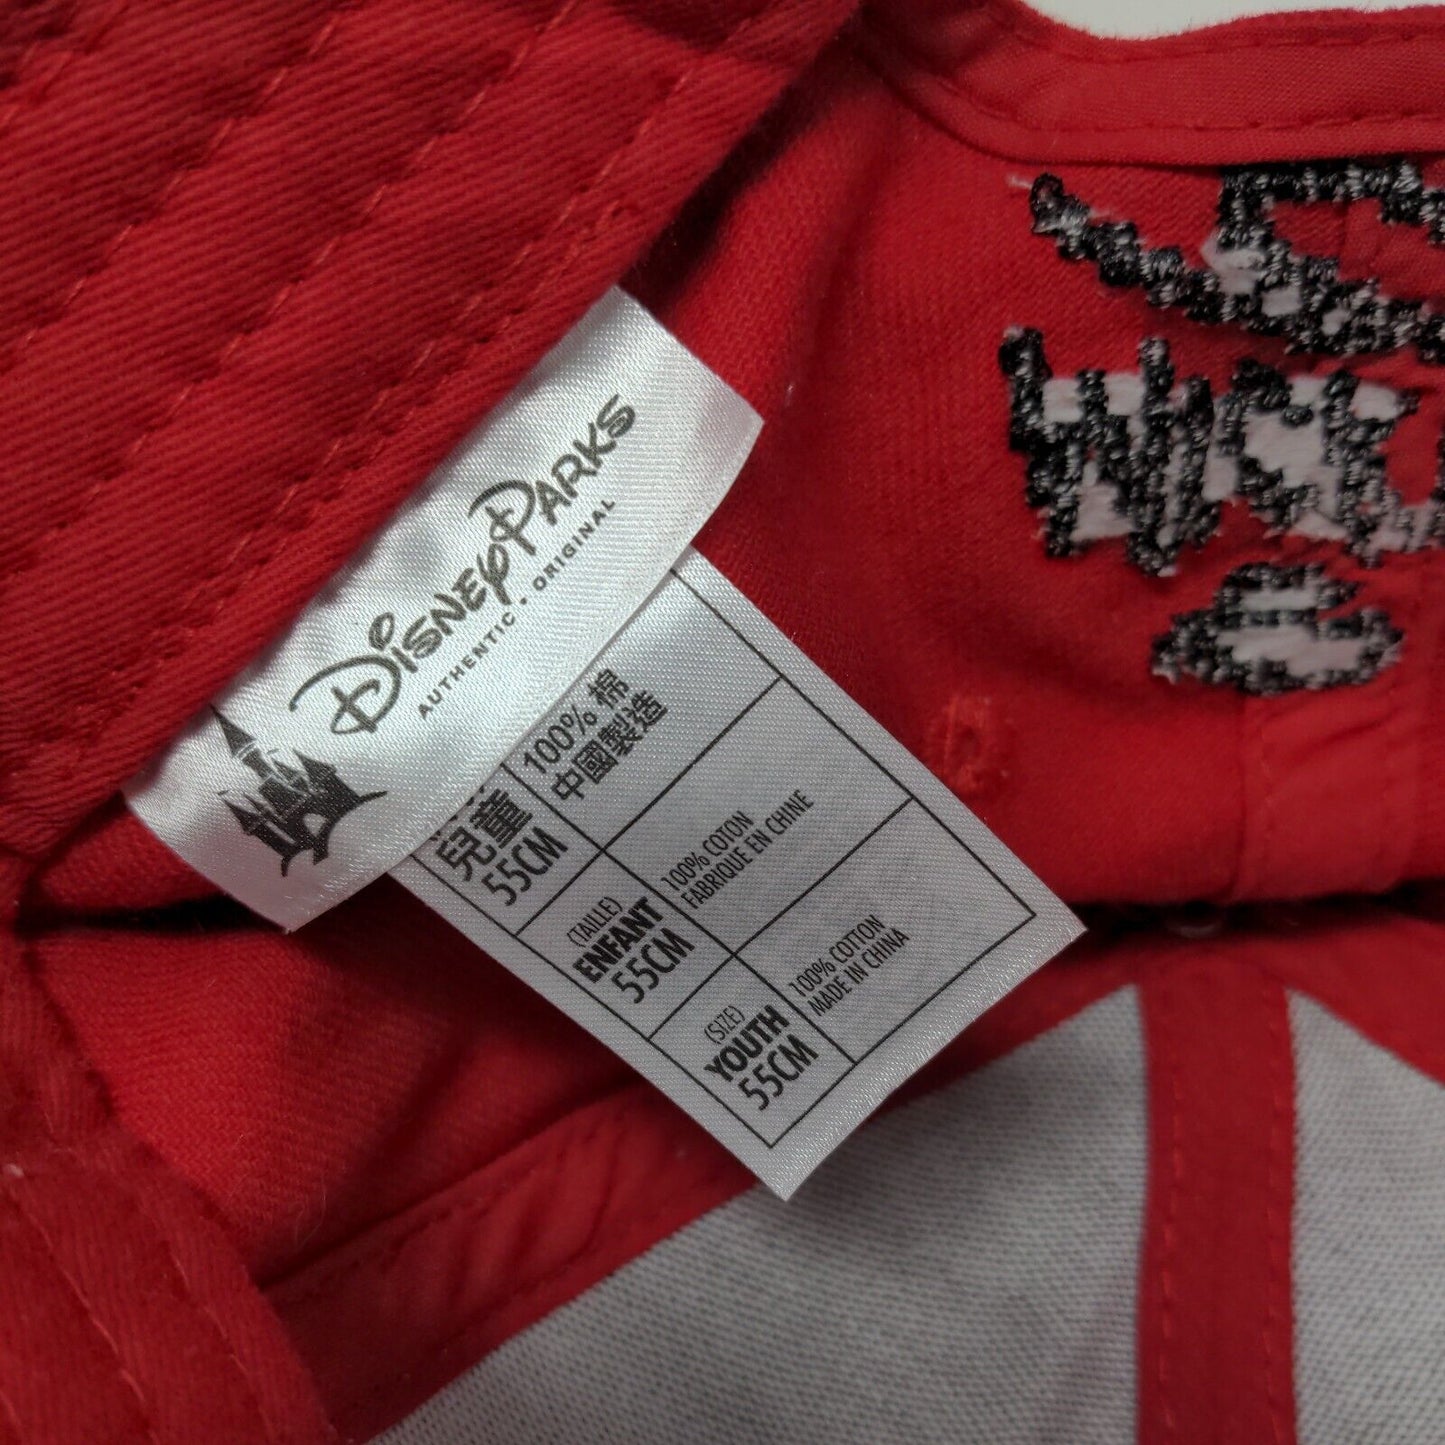 DISNEY PARKS
AUTHENTIC · ORIGINAL
兒童
55CM
100% 棉
中國製造
(TAILLE)
ENFANT
55CM
100% COTON
FABRIQUE EN CHINE
(SIZE)
YOUTH
55CM
100% COTTON
MADE IN CHINA